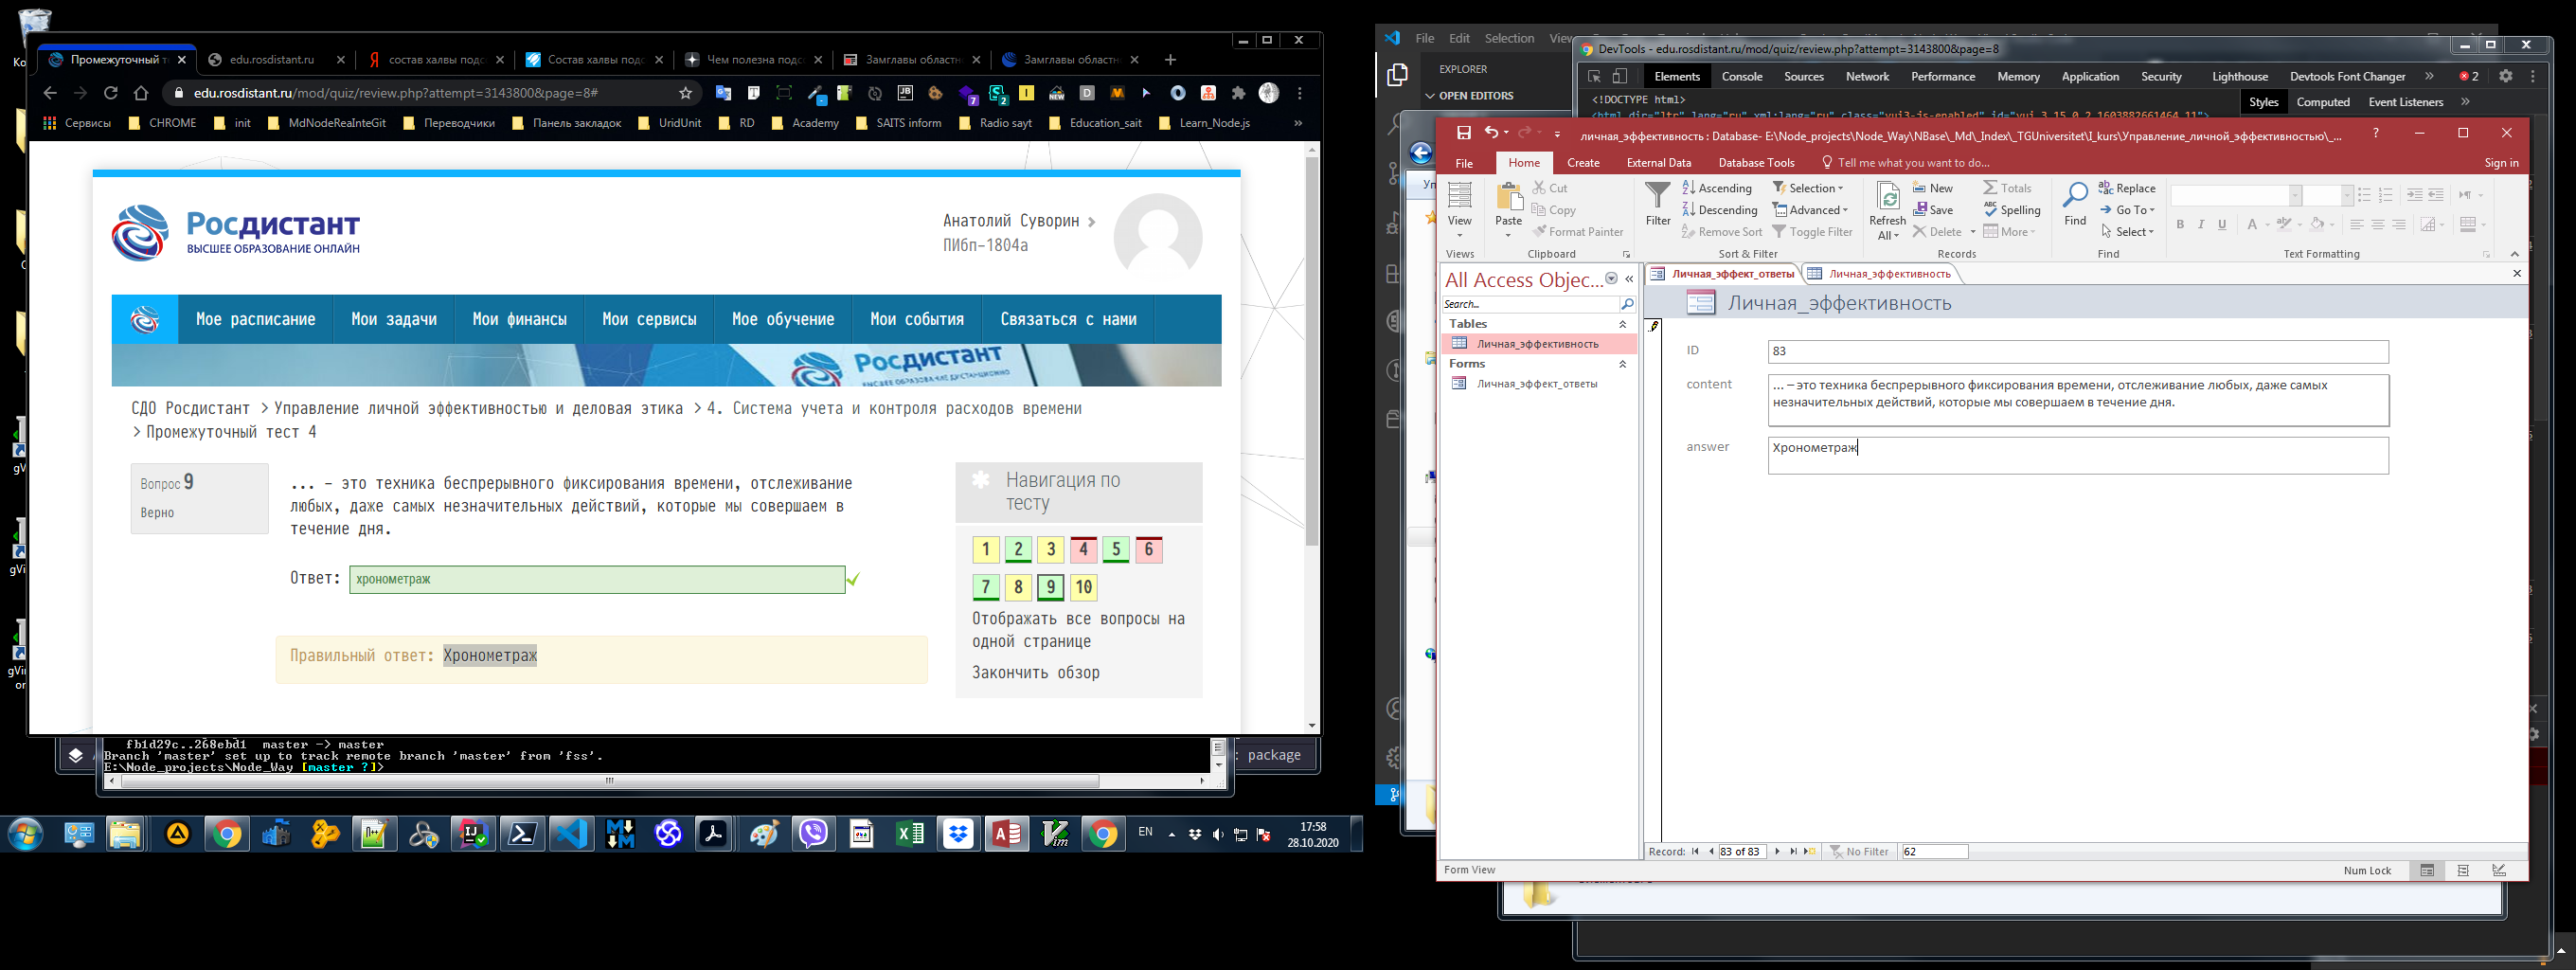 Промежуточный т
edu.rosdistant.ru
состав халвы подс
Состав халвы подс
Чем полезна подсо
Замглавы областн
Замглавы областн
edu.rosdistant.ru/mod/quiz/review.php?attempt=3143800&page=8#
Сервисы
CHROME
init
MdNodeReaInteGit
Переводчики
Панель закладок
UridUnit
RD
Academy
SAITS inform
Radio sayt
Education_sait
Learn_Node.js
Росдистант
ВЫСШЕЕ ОБРАЗОВАНИЕ ОНЛАЙН
Анатолий Суворин
ПИбп-1804а
Мое расписание
Мои задачи
Мои финансы
Мои сервисы
Мое обучение
Мои события
Связаться с нами
Росдистант
ВЫСШЕЕ ОБРАЗОВАНИЕ ДИСТАНЦИОННО
СДО Росдистант > Управление личной эффективностью и деловая этика > 4. Система учета и контроля расходов времени
> Промежуточный тест 4
Вопрос 9
Верно
... – это техника беспрерывного фиксирования времени, отслеживание
любых, даже самых незначительных действий, которые мы совершаем в
течение дня.
Ответ: хронометраж
Правильный ответ: Хронометраж
Навигация по
тесту
1 2 3 4 5 6
7 8 9 10
Отображать все вопросы на
одной странице
Закончить обзор
fb1d29c..268ebd1 master -> master
Branch 'master' set up to track remote branch 'master' from 'fss'.
E:\Node_projects\Node_Way [master ?]>
: package
EN
17:58
28.10.2020
File Edit Selection
EXPLORER
OPEN EDITORS
DevTools - edu.rosdistant.ru/mod/quiz/review.php?attempt=3143800&page=8
Elements Console Sources Network Performance Memory Application Security Lighthouse Devtools Font Changer
2
<!DOCTYPE html>
Styles Computed Event Listeners
личная_эффективность : Database- E:\Node_projects\Node_Way\NBase\_Md\_Index\_TGUniversitet\I_kurs\Управление_личной_эффективностью\_...
File Home Create External Data Database Tools Tell me what you want to do...
Sign in
View
Views
Paste
Cut
Copy
Format Painter
Clipboard
Filter
Ascending
Descending
Remove Sort
Selection
Advanced
Toggle Filter
Sort & Filter
Refresh
All
New
Save
Delete
Totals
Spelling
More
Records
Find
Replace
Go To
Select
Find
Text Formatting
All Access Objec...
Search...
Tables
Личная_эффективность
Forms
Личная_эффект_ответы
Личная_эффект_ответы
Личная_эффективность
Личная_эффективность
ID
83
content
... – это техника беспрерывного фиксирования времени, отслеживание любых, даже самых
незначительных действий, которые мы совершаем в течение дня.
answer
Хронометраж
Record: 83 of 83 No Filter 62
Form View
Num Lock